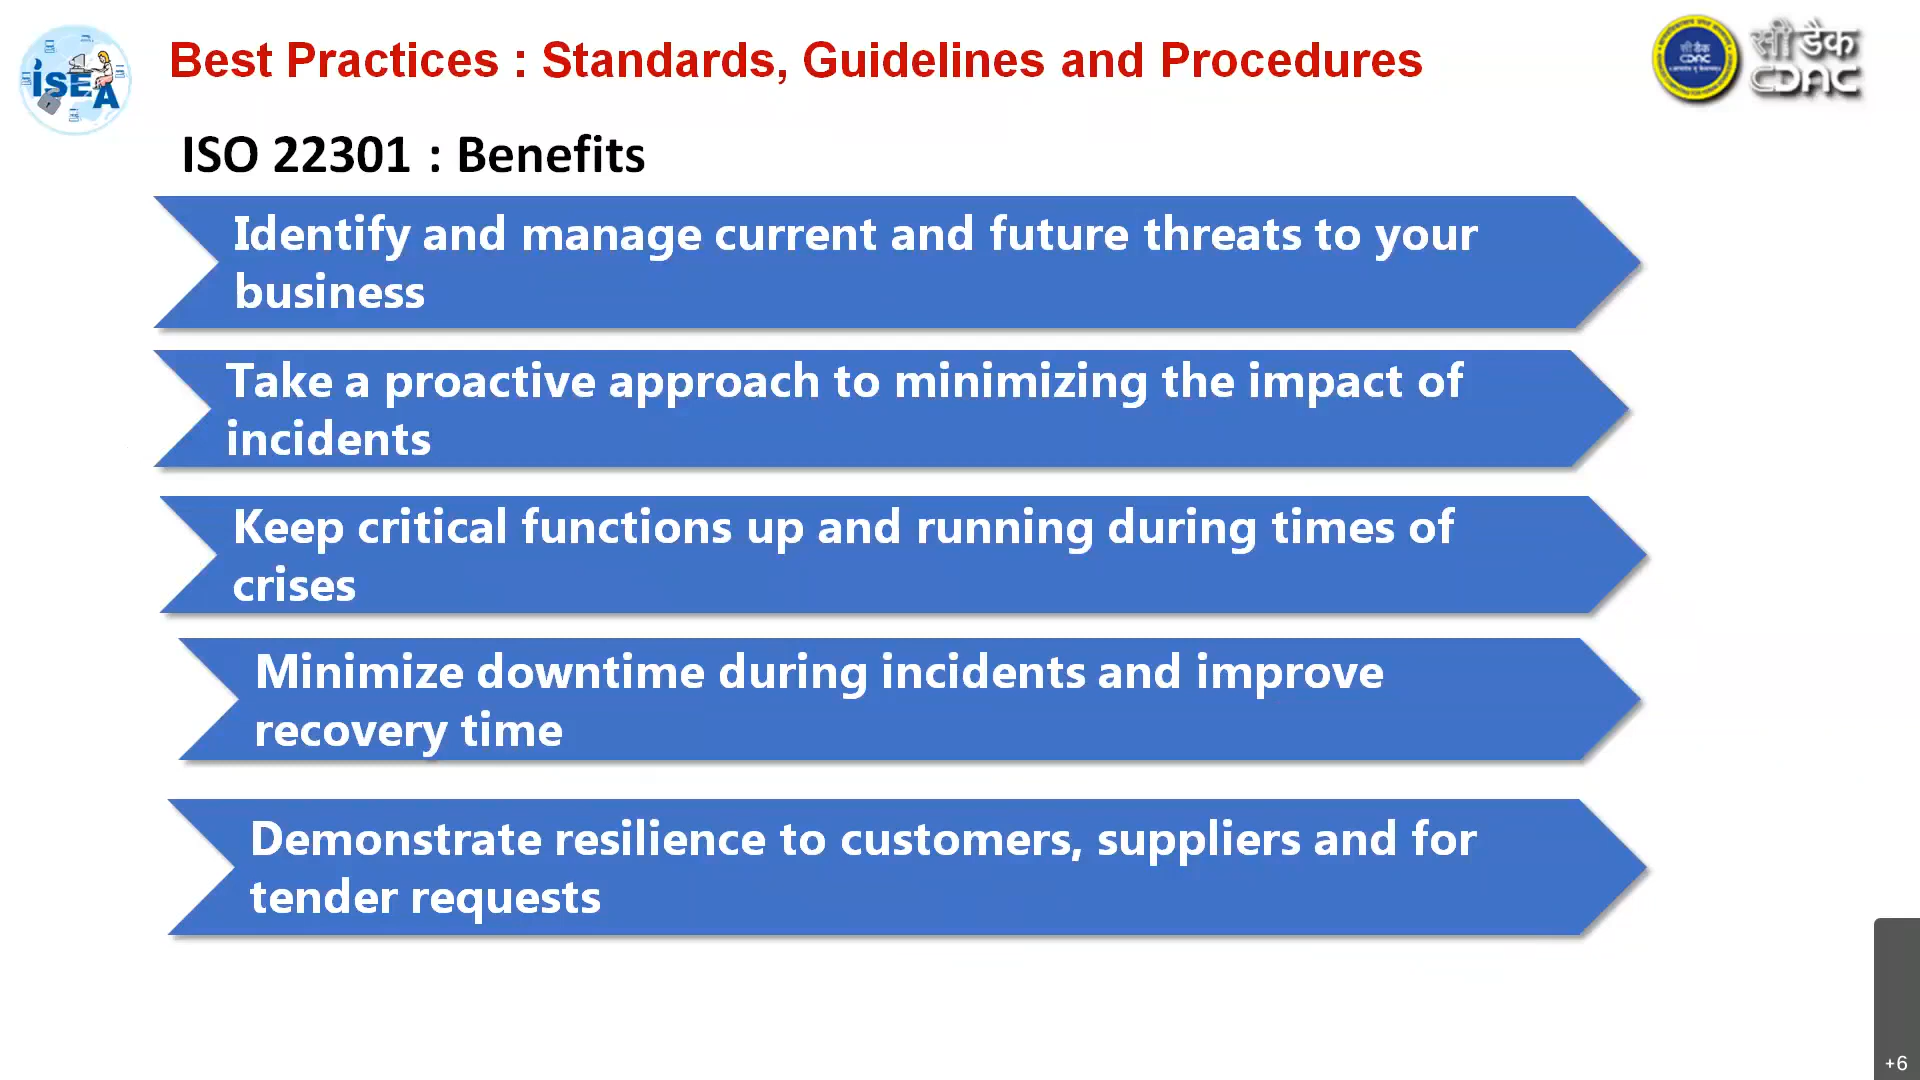 iSEA
Best Practices : Standards, Guidelines and Procedures
सी डैक
CDAC
सी डैक
CDAC
ISO 22301 : Benefits
Identify and manage current and future threats to your
business
Take a proactive approach to minimizing the impact of
incidents
Keep critical functions up and running during times of
crises
Minimize downtime during incidents and improve
recovery time
Demonstrate resilience to customers, suppliers and for
tender requests
+6